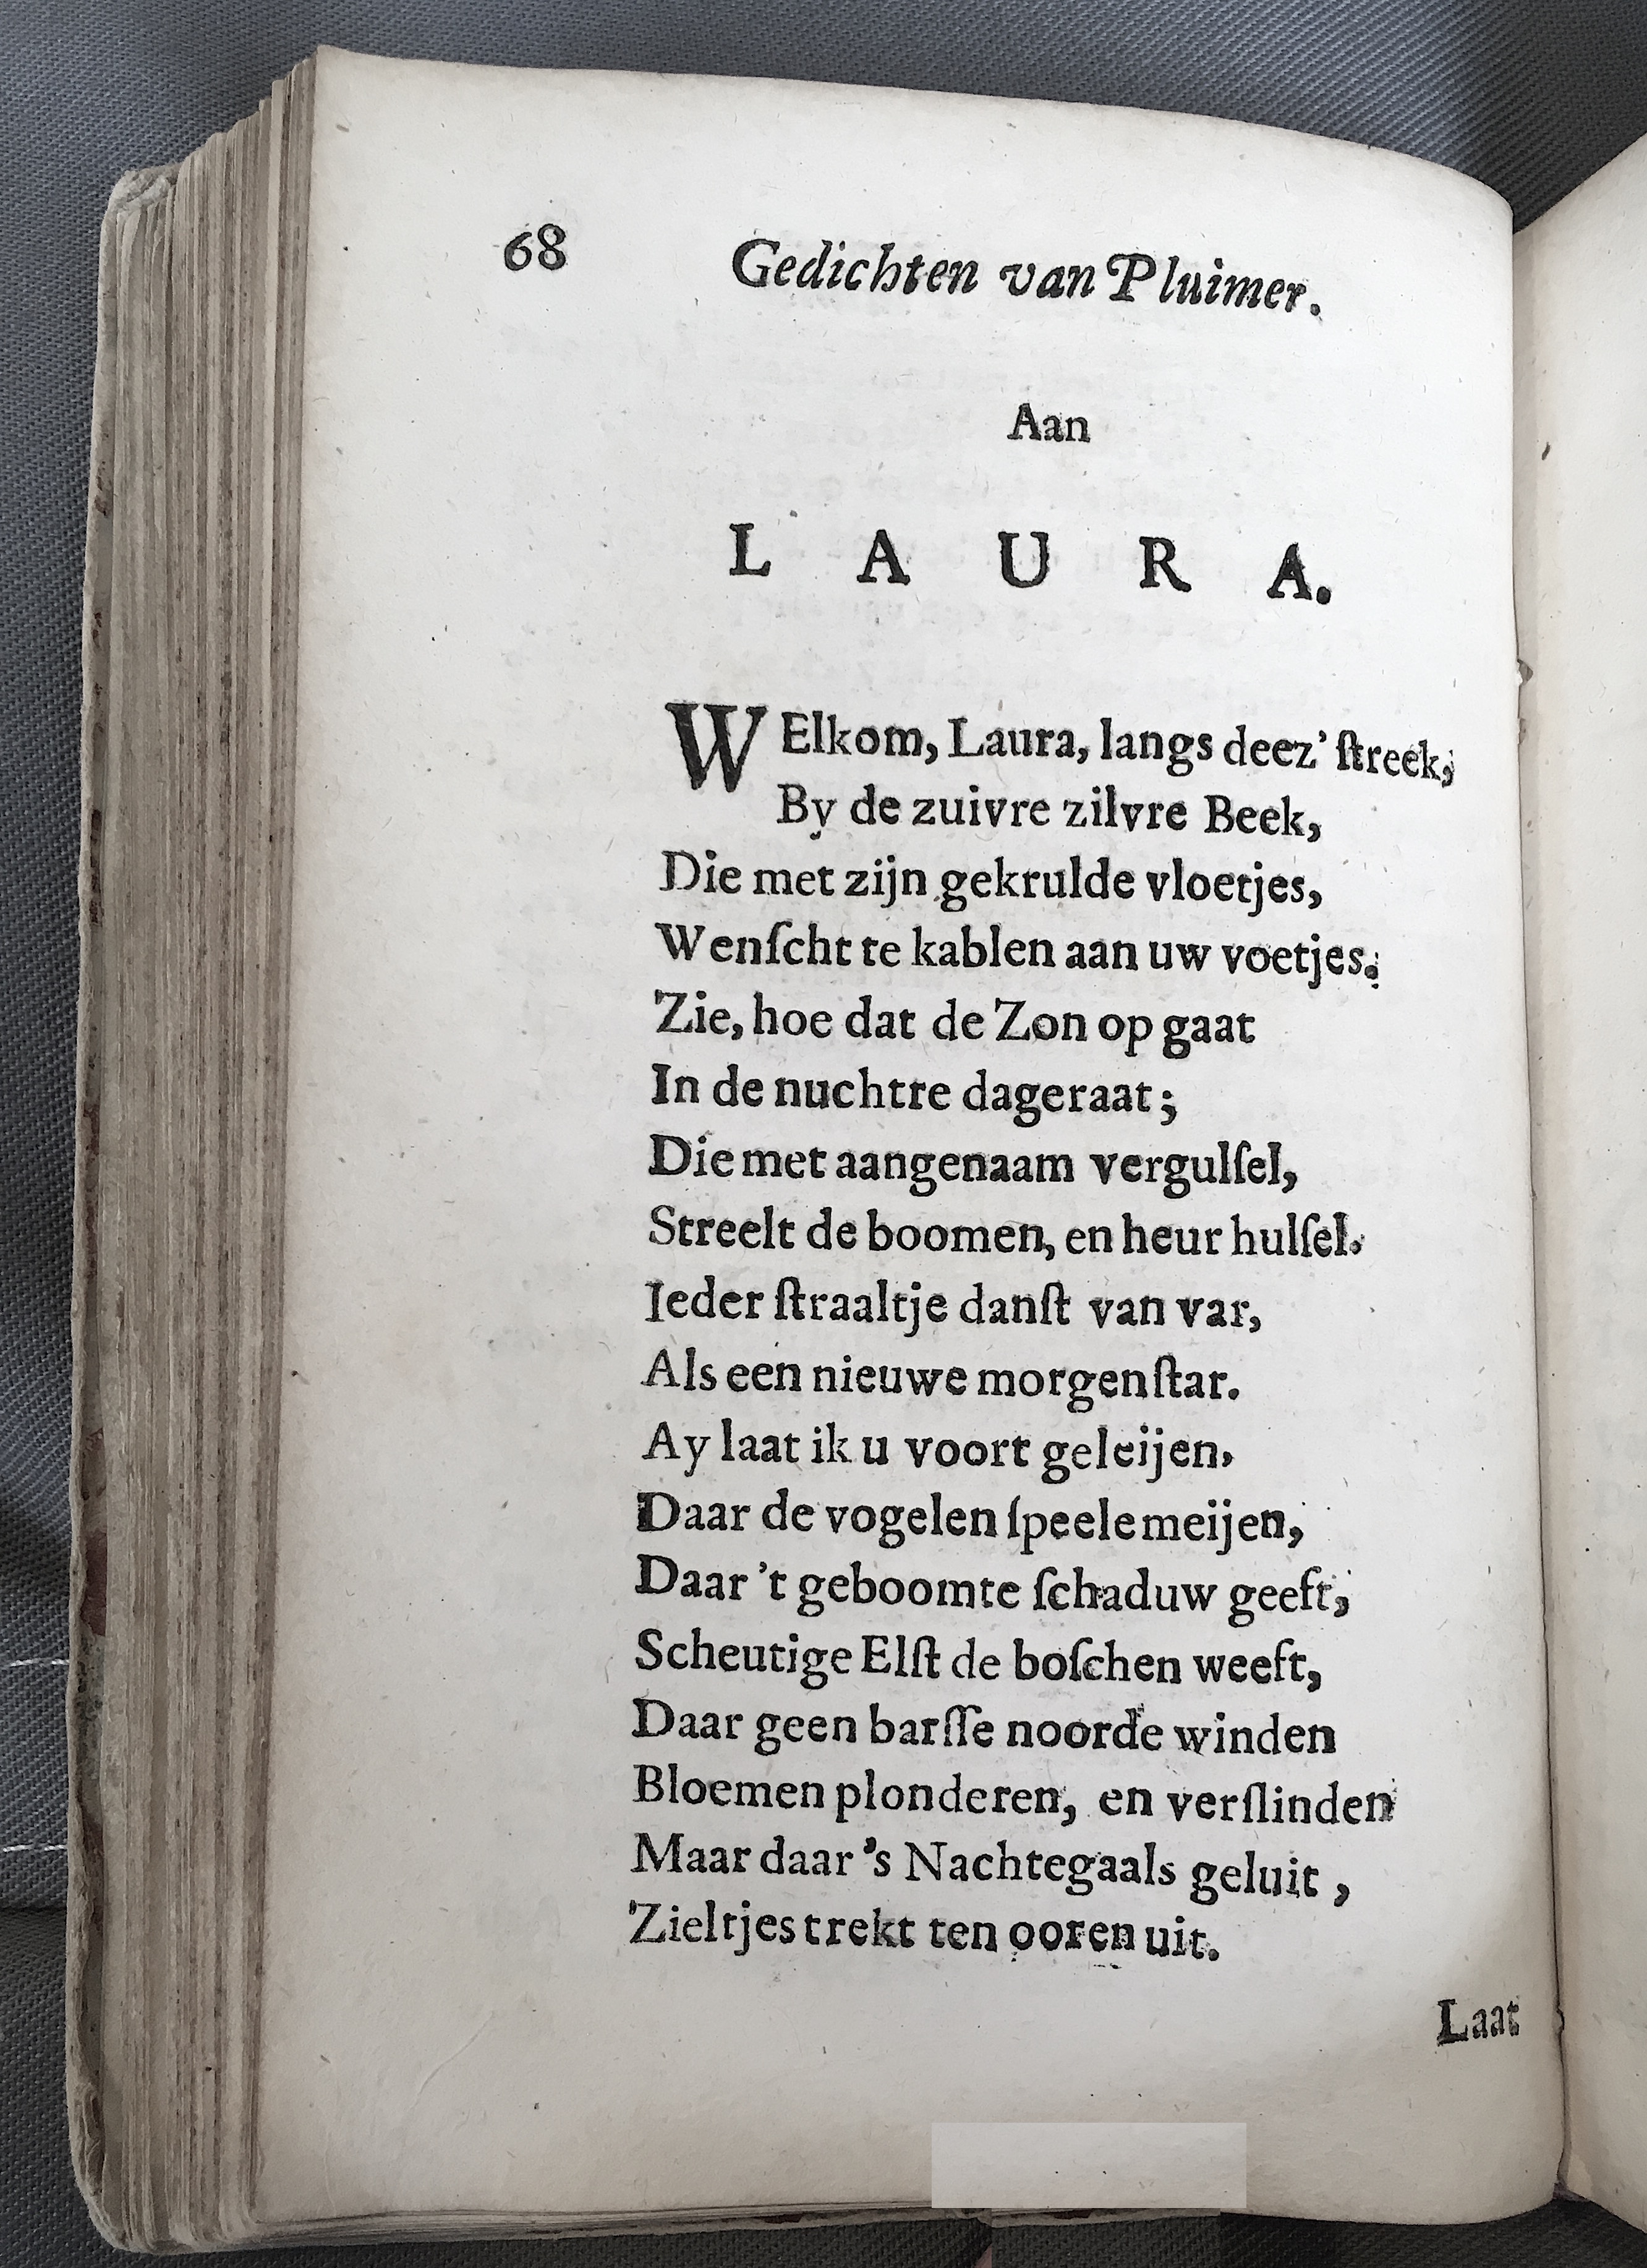 68 Gedichten van Pluimer.
Aan
LAURA.
WElkom, Laura, langs deez' ſtreek,
By de zuivre zilvre Beek,
Die met zijn gekrulde vloetjes,
Wenſcht te kablen aan uw voetjes.
Zie, hoe dat de Zon op gaat
In de nuchtre dageraat;
Die met aangenaam vergulſel,
Streelt de boomen, en heur hulſel.
Ieder ſtraaltje danſt van var,
Als een nieuwe morgenſtar.
Ay laat ik u voort geleijen,
Daar de vogelen ſpeelemeijen,
Daar 't geboomte ſchaduw geeft,
Scheutige Elſt de boſchen weeft,
Daar geen barſſe noorde winden
Bloemen plonderen, en verſlinden
Maar daar 's Nachtegaals geluit,
Zieltjes trekt ten ooren uit.
Laat